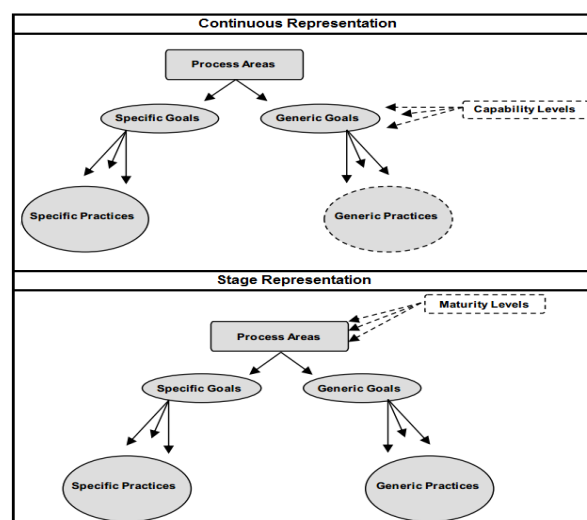 Continuous Representation
Process Areas
Specific Goals
Generic Goals
Capability Levels
Specific Practices
Generic Practices
Stage Representation
Maturity Levels
Process Areas
Specific Goals
Generic Goals
Specific Practices
Generic Practices